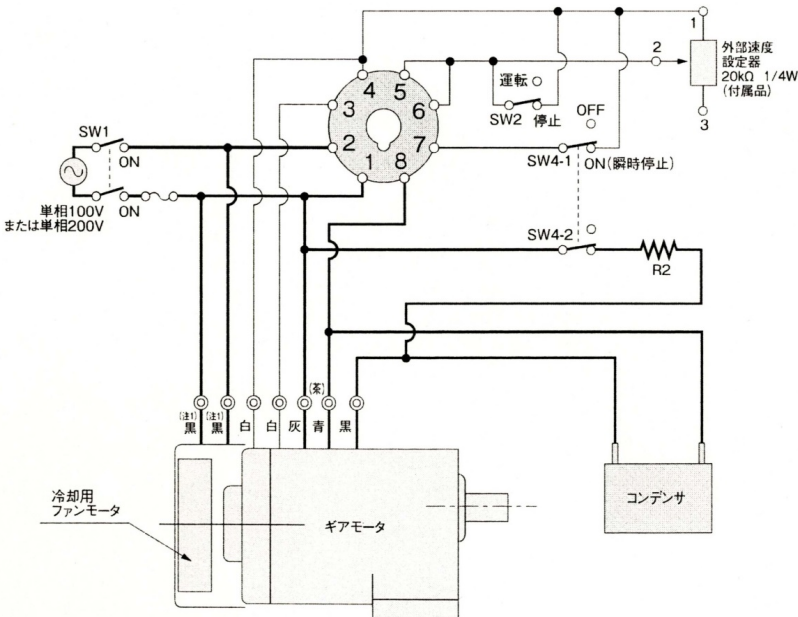 1
外部速度
設定器
20kΩ 1/4W
(付属品)
2
3
4
5
3
6
2
7
1
8
運転
SW2
停止
OFF
SW1
ON
ON
SW4-1
ON(瞬時停止)
単相100V
または単相200V
SW4-2
R2
(茶)
(注1)
黒
(注1)
黒
白
白
灰
青
黒
冷却用
ファンモータ
ギアモータ
コンデンサ